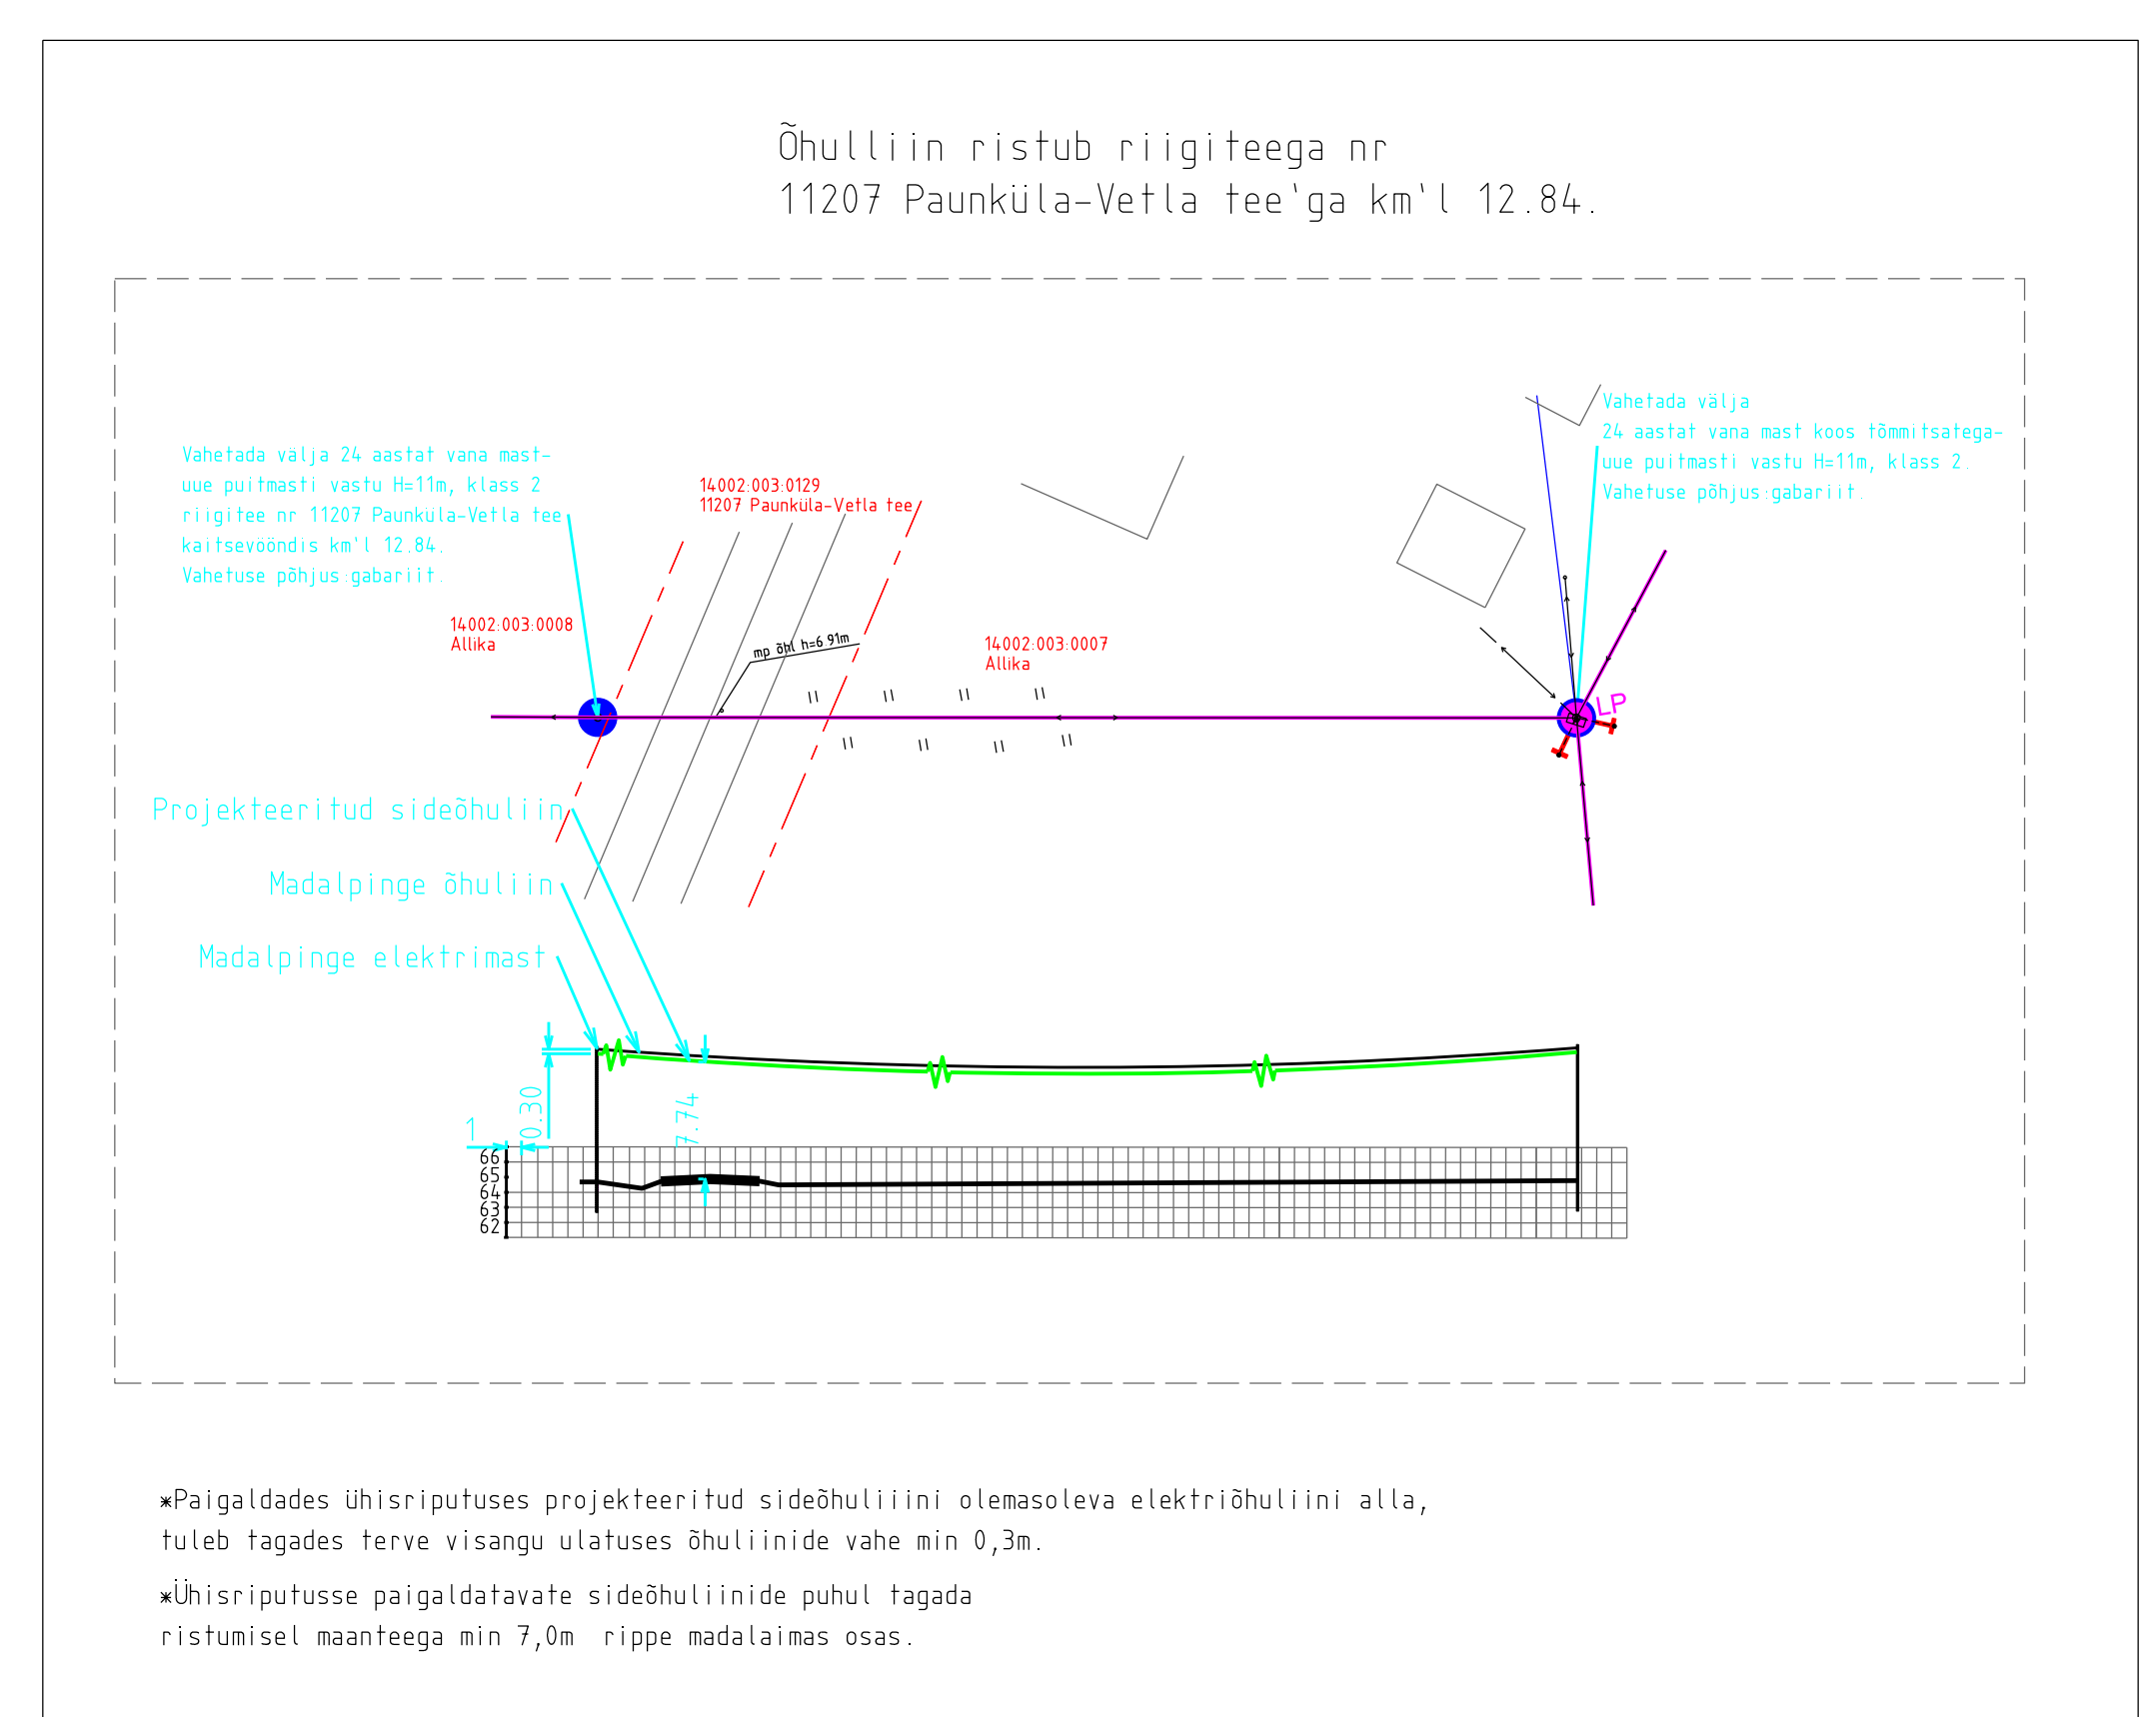 Õhulliin ristub riigiteega nr
11207 Paunküla-Vetla tee'ga km'l 12.84.
Vahetada välja
24 aastat vana mast koos tõmmitsatega-
uue puitmasti vastu H=11m, klass 2.
Vahetuse põhjus:gabariit.
Vahetada välja 24 aastat vana mast-
uue puitmasti vastu H=11m, klass 2
riigitee nr 11207 Paunküla-Vetla tee
kaitsevööndis km'l 12.84.
Vahetuse põhjus:gabariit.
14002:003:0129
11207 Paunküla-Vetla tee
14002:003:0008
Allika
mp õhl h=6 91m
14002:003:0007
Allika
LP
Projekteeritud sideõhuliin
Madalpinge õhuliin
Madalpinge elektrimast
1
0.30
7.74
66
65
64
63
62
*Paigaldades ühisriputuses projekteeritud sideõhuliiini olemasoleva elektriõhuliini alla,
tuleb tagades terve visangu ulatuses õhuliinide vahe min 0,3m.
*Ühisriputusse paigaldatavate sideõhuliinide puhul tagada
ristumisel maanteega min 7,0m rippe madalaimas osas.